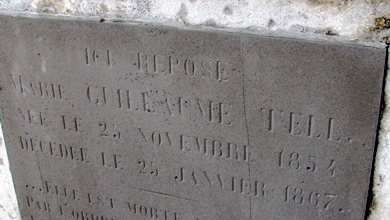 ICI REPOSE
MARIE GUILLAUME TELL...
NÉE LE 25 NOVEMBRE 1854
DÉCÉDÉE LE 25 JANVIER 1867.
...ELLE EST MORTE
PAR L'ORDRE